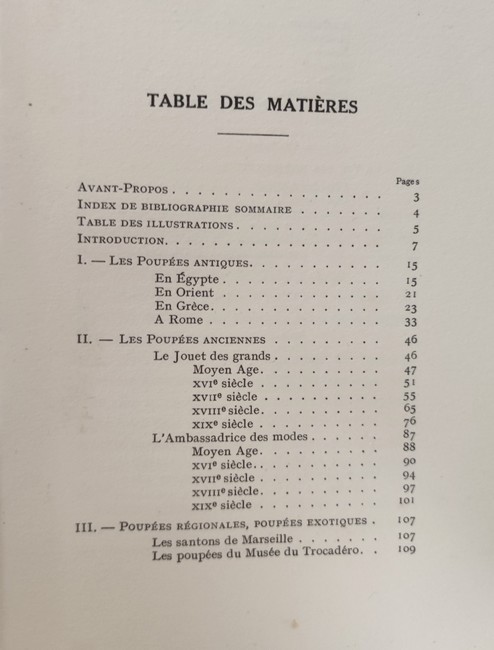 TABLE DES MATIÈRES
Pages
AVANT-PROPOS . . . . . . . . . . . . . . . . . 3
INDEX DE BIBLIOGRAPHIE SOMMAIRE . . . . . . . 4
TABLE DES ILLUSTRATIONS . . . . . . . . . . . . 5
INTRODUCTION. . . . . . . . . . . . . . . . . . 7
I. — LES POUPÉES ANTIQUES. . . . . . . . . . . 15
En Égypte . . . . . . . . . . . . 15
En Orient . . . . . . . . . . . . 21
En Grèce. . . . . . . . . . . . . 23
A Rome . . . . . . . . . . . . . 33
II. — LES POUPÉES ANCIENNES . . . . . . . . . . 46
Le Jouet des grands . . . . . . . . . 46
Moyen Age. . . . . . . . . . 47
XVIe siècle . . . . . . . . . . 51
XVIIe siècle . . . . . . . . . 55
XVIIIe siècle. . . . . . . . . . 65
XIXe siècle . . . . . . . . . . 76
L'Ambassadrice des modes . . . . . . 87
Moyen Age. . . . . . . . . . 88
XVIe siècle. . . . . . . . . . 90
XVIIe siècle . . . . . . . . . 94
XVIIIe siècle. . . . . . . . . . 97
XIXe siècle . . . . . . . . . . 101
III. — POUPÉES RÉGIONALES, POUPÉES EXOTIQUES . 107
Les santons de Marseille . . . . . . . 107
Les poupées du Musée du Trocadéro. . 109